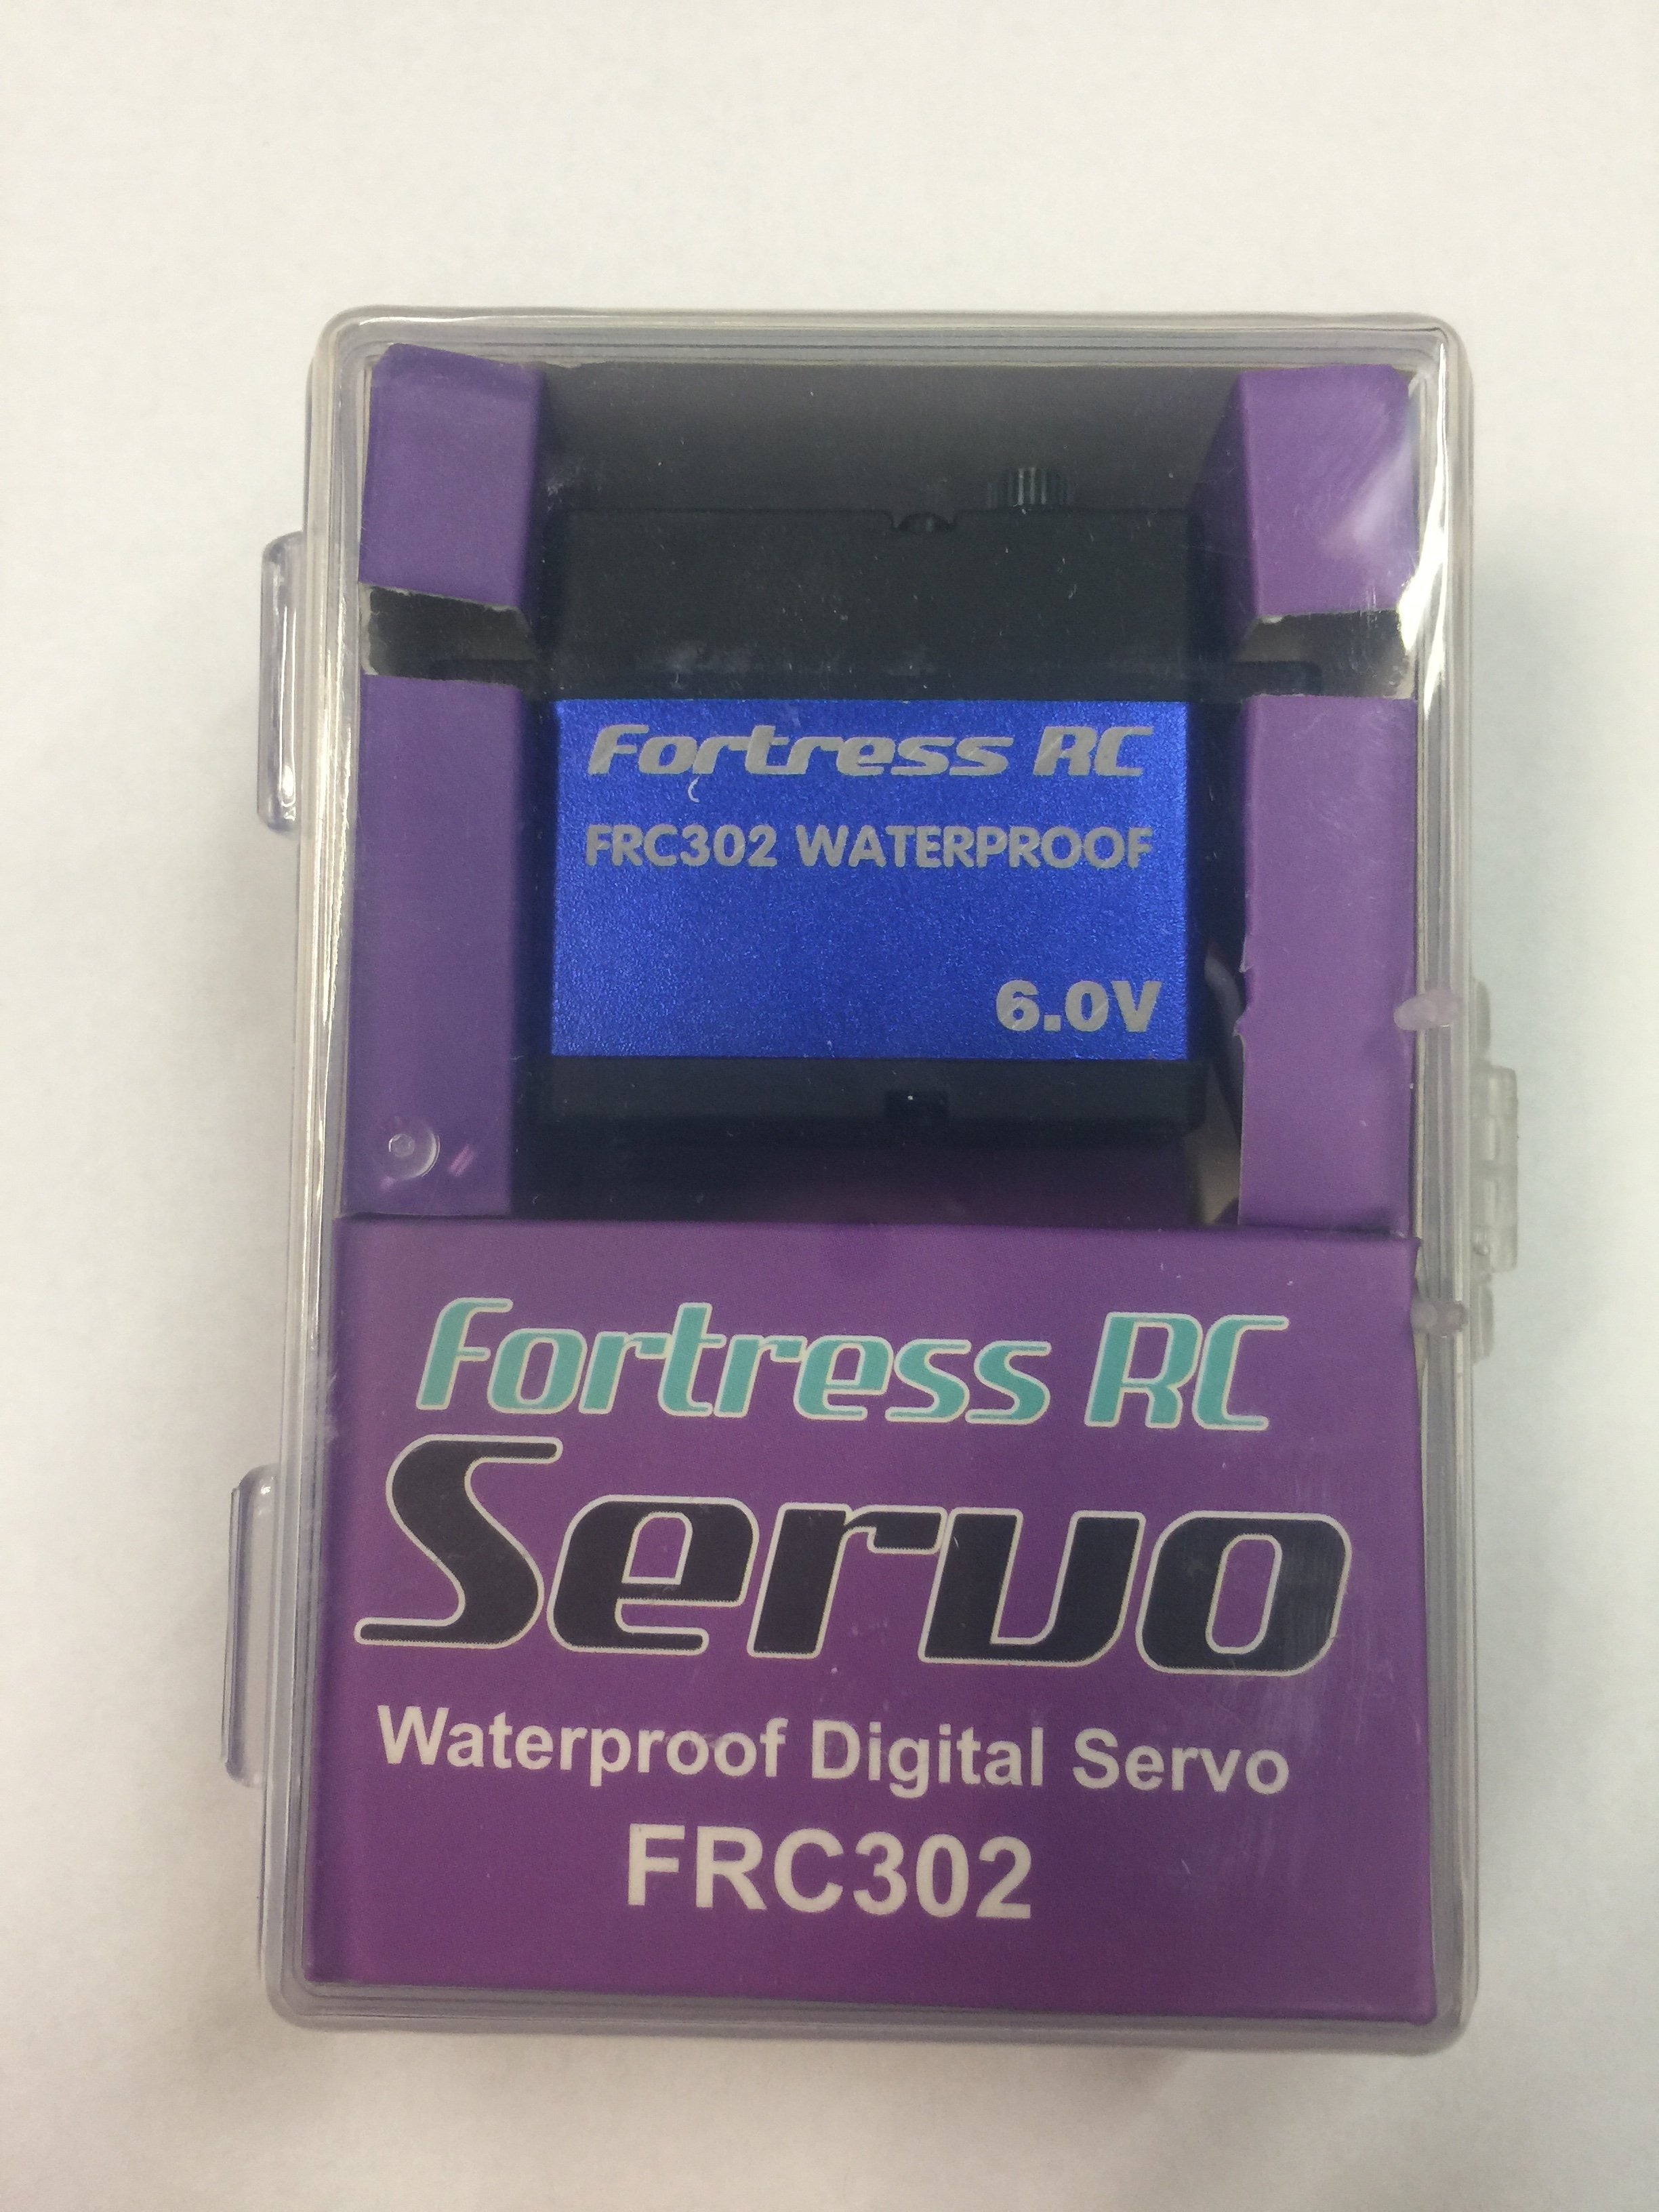 Fortress RC
FRC302 WATERPROOF
6.0V
Fortress RC
Servo
Waterproof Digital Servo
FRC302